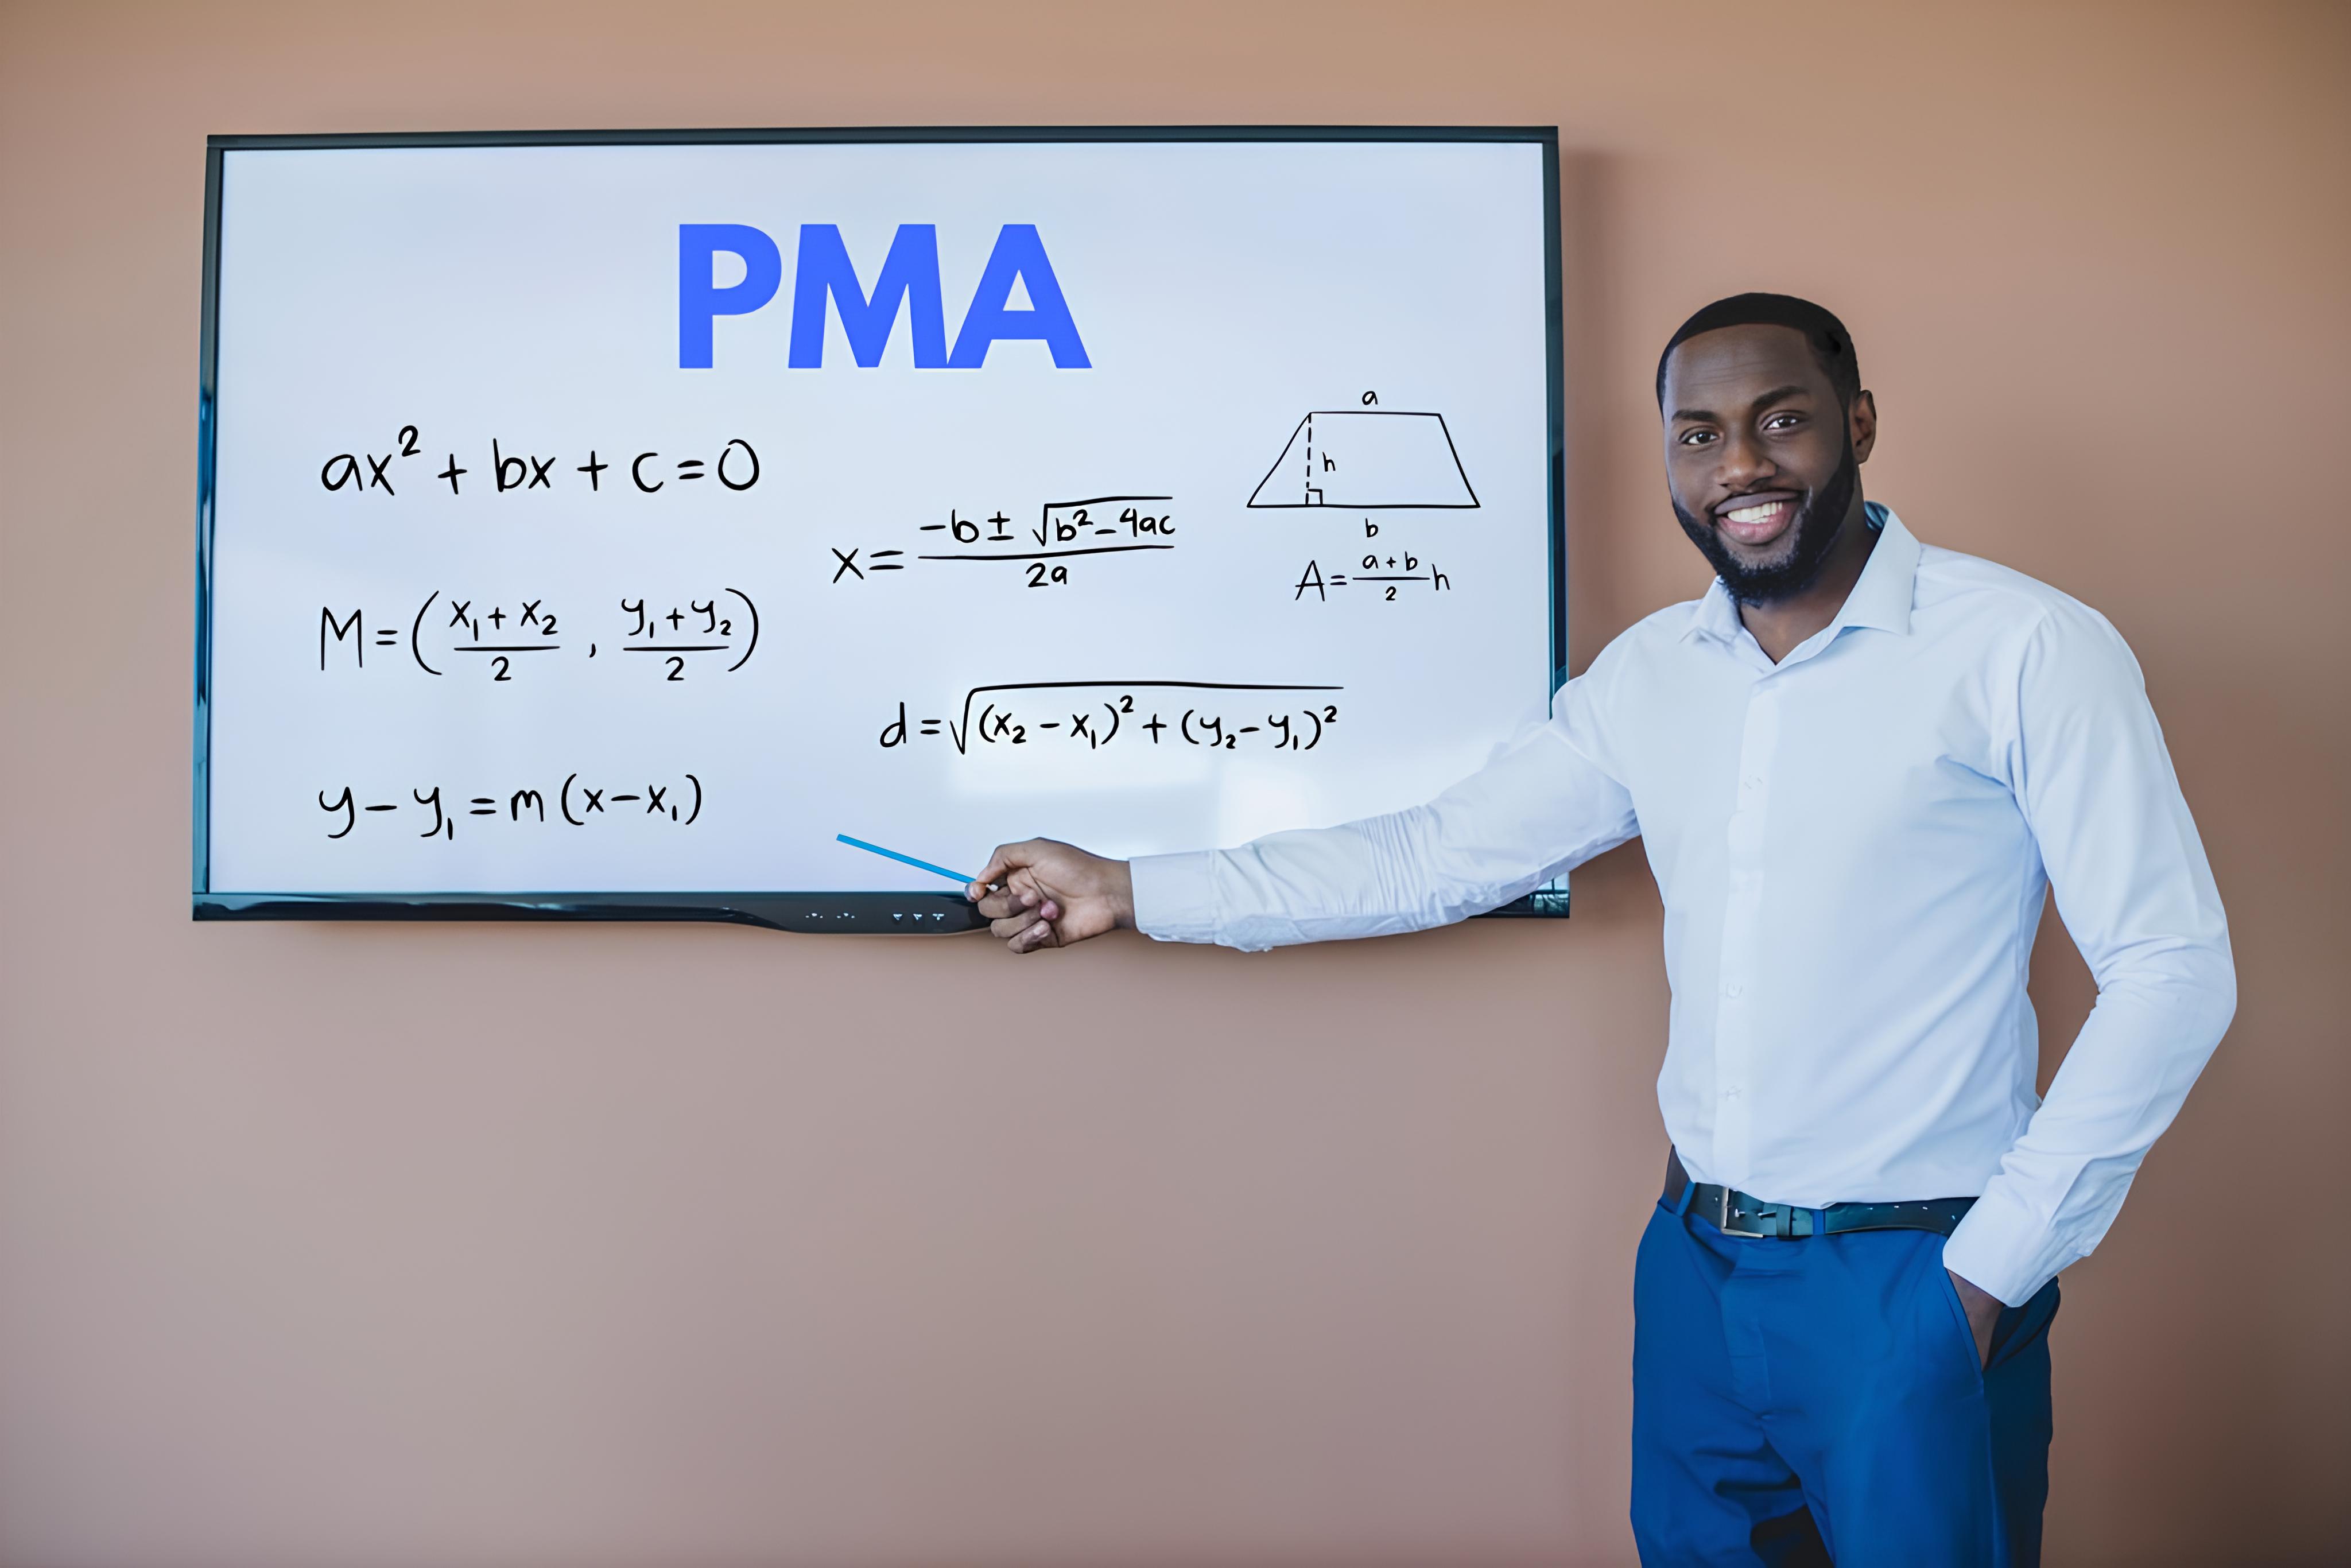 PMA
ax² + bx + c = 0
x = (-b ± √(b² - 4ac)) / 2a
a
h
b
A = (a + b)/2 h
M = ((x₁ + x₂)/2 , (y₁ + y₂)/2)
d = √((x₂ - x₁)² + (y₂ - y₁)²)
y - y₁ = m (x - x₁)